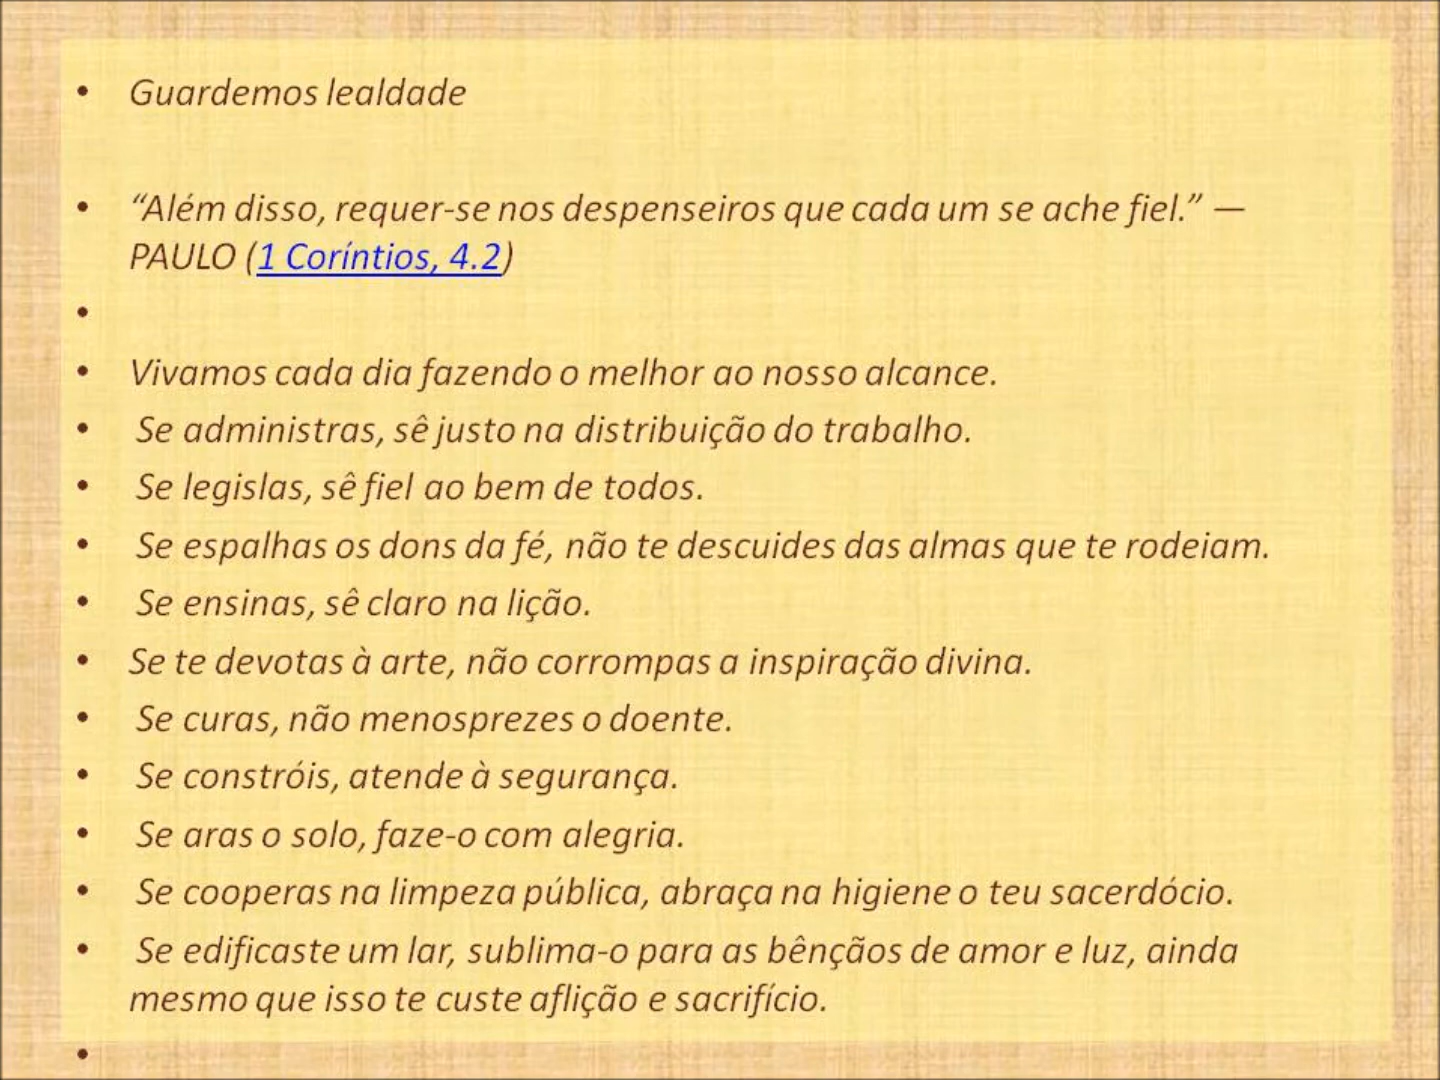 • Guardemos lealdade
• “Além disso, requer-se nos despenseiros que cada um se ache fiel.” —
PAULO (1 Coríntios, 4.2)
•
• Vivamos cada dia fazendo o melhor ao nosso alcance.
• Se administras, sê justo na distribuição do trabalho.
• Se legislas, sê fiel ao bem de todos.
• Se espalhas os dons da fé, não te descuides das almas que te rodeiam.
• Se ensinas, sê claro na lição.
• Se te devotas à arte, não corrompas a inspiração divina.
• Se curas, não menosprezes o doente.
• Se constróis, atende à segurança.
• Se aras o solo, faze-o com alegria.
• Se cooperas na limpeza pública, abraça na higiene o teu sacerdócio.
• Se edificaste um lar, sublima-o para as bênçãos de amor e luz, ainda
mesmo que isso te custe aflição e sacrifício.
•